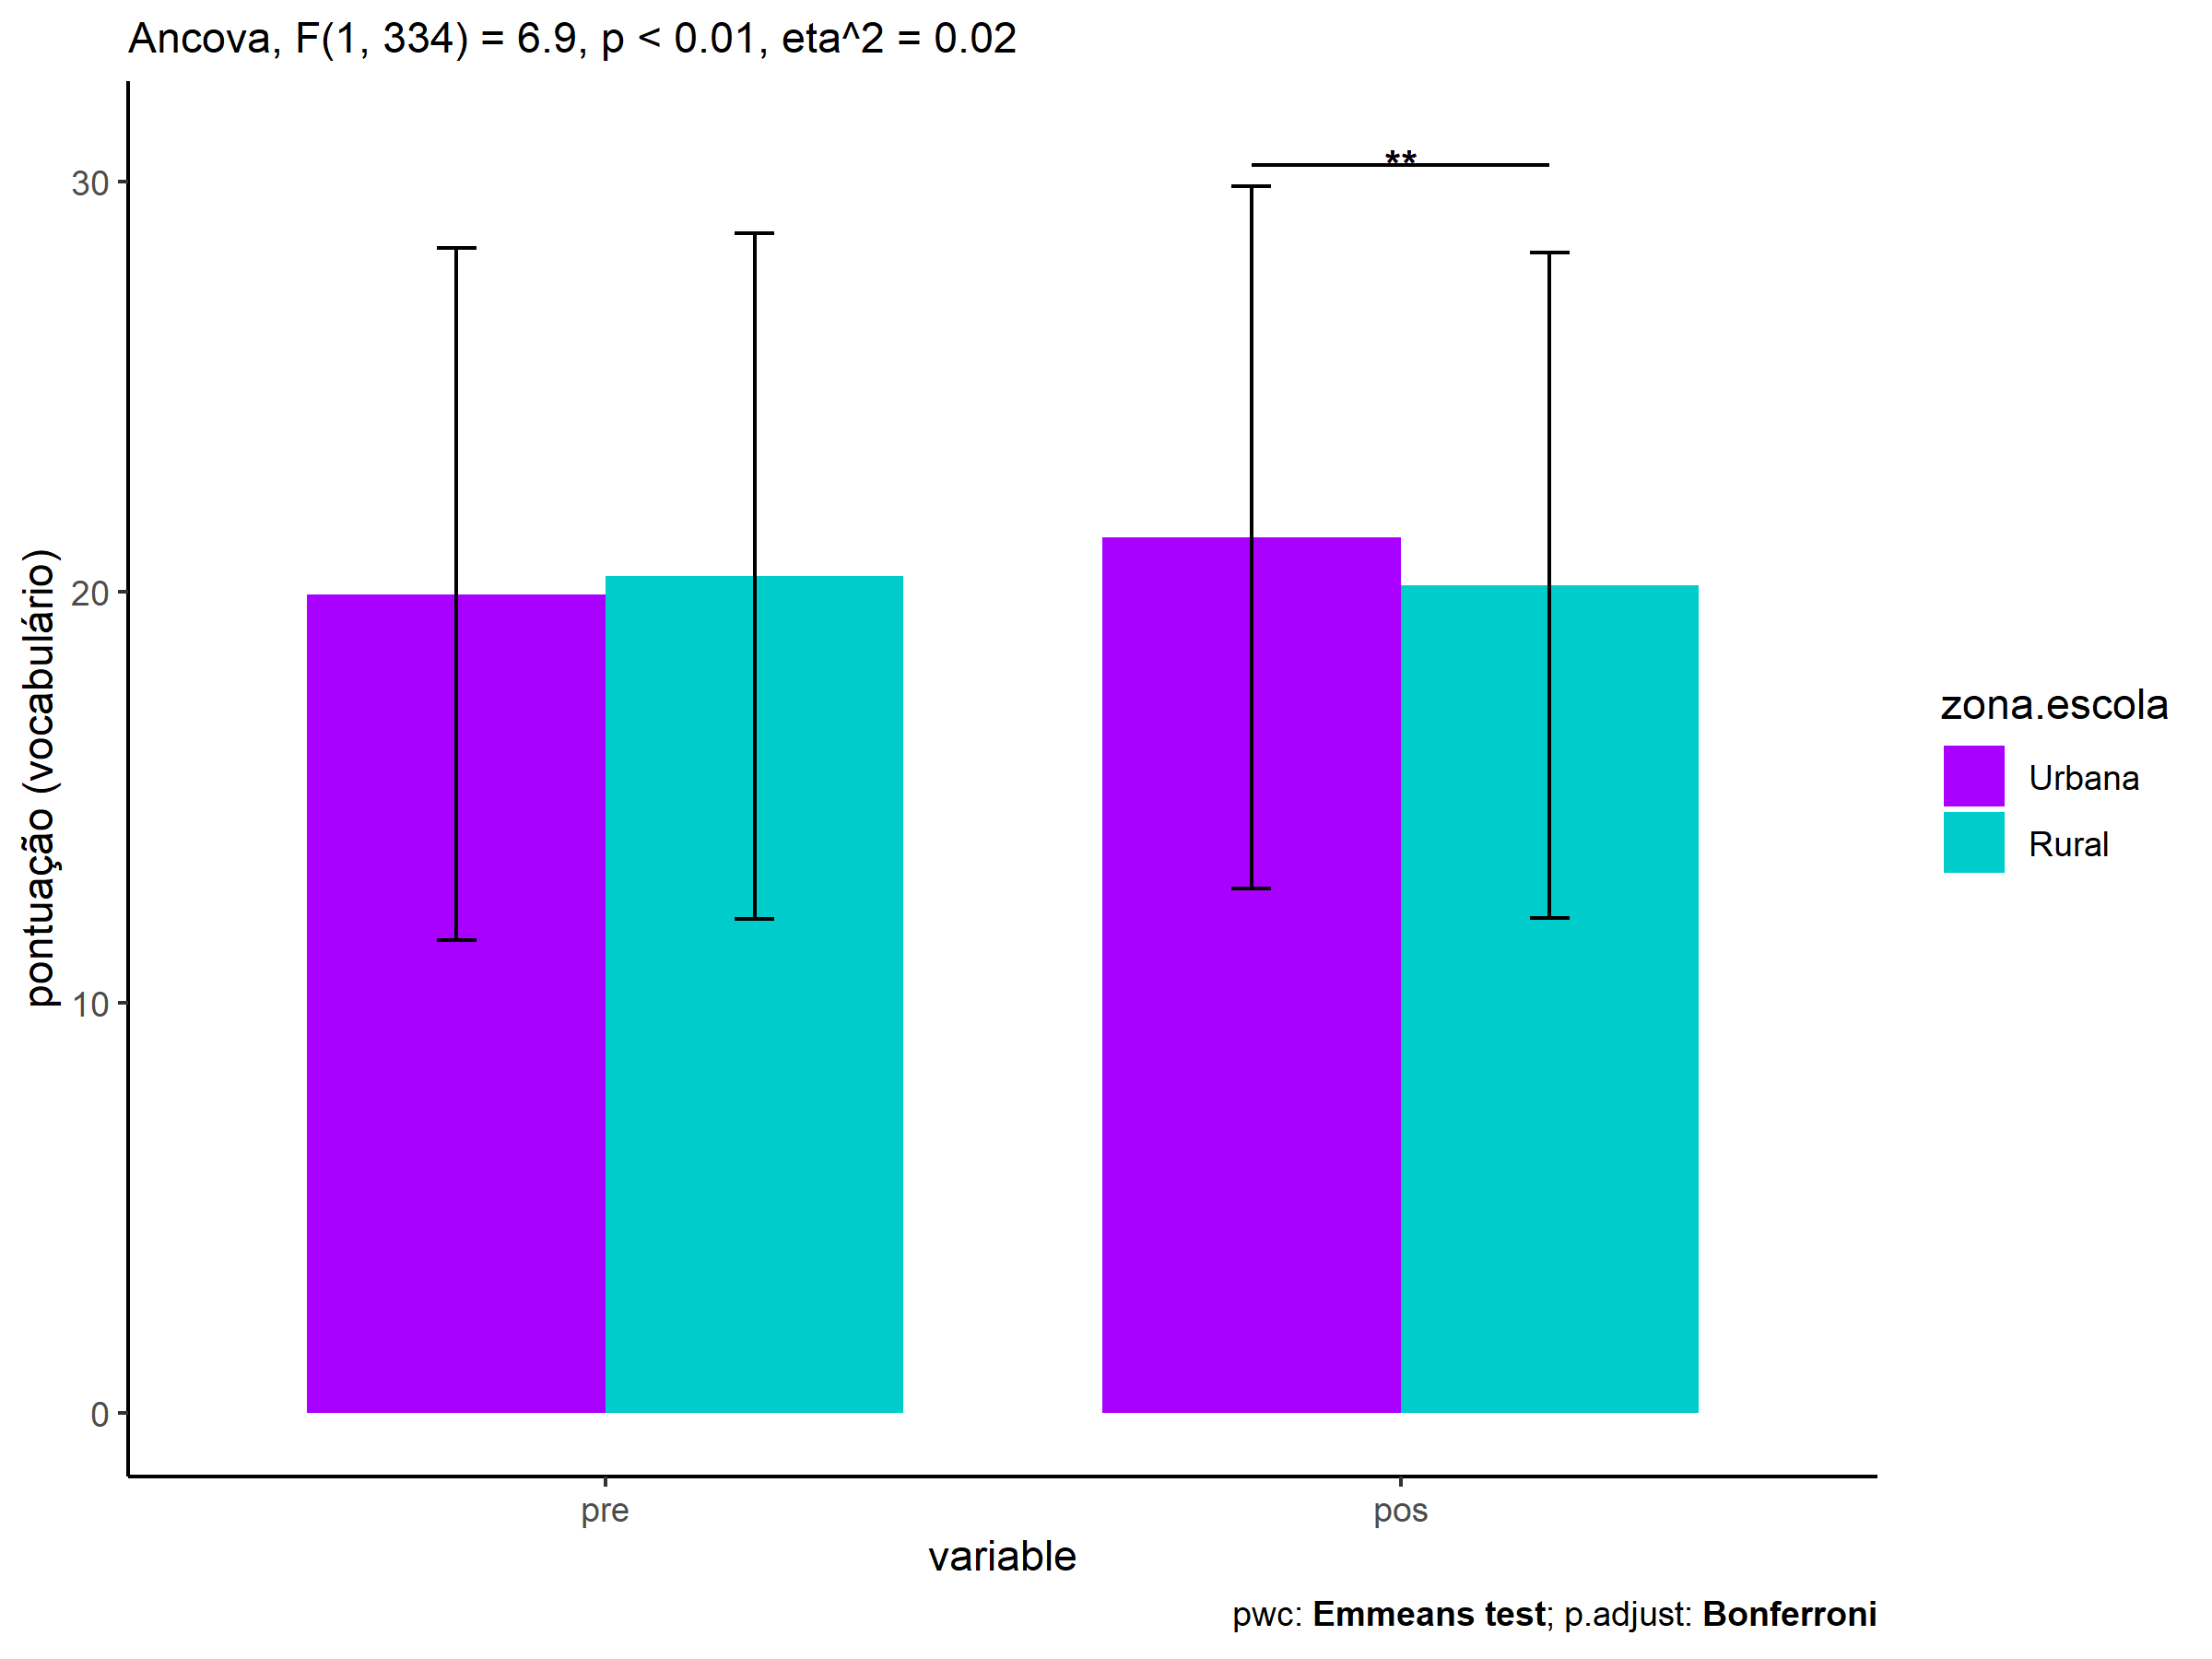 Ancova, F(1, 334) = 6.9, p < 0.01, eta^2 = 0.02
pontuação (vocabulário)
30
20
10
0
**
pre
pos
variable
zona.escola
Urbana
Rural
pwc: Emmeans test; p.adjust: Bonferroni